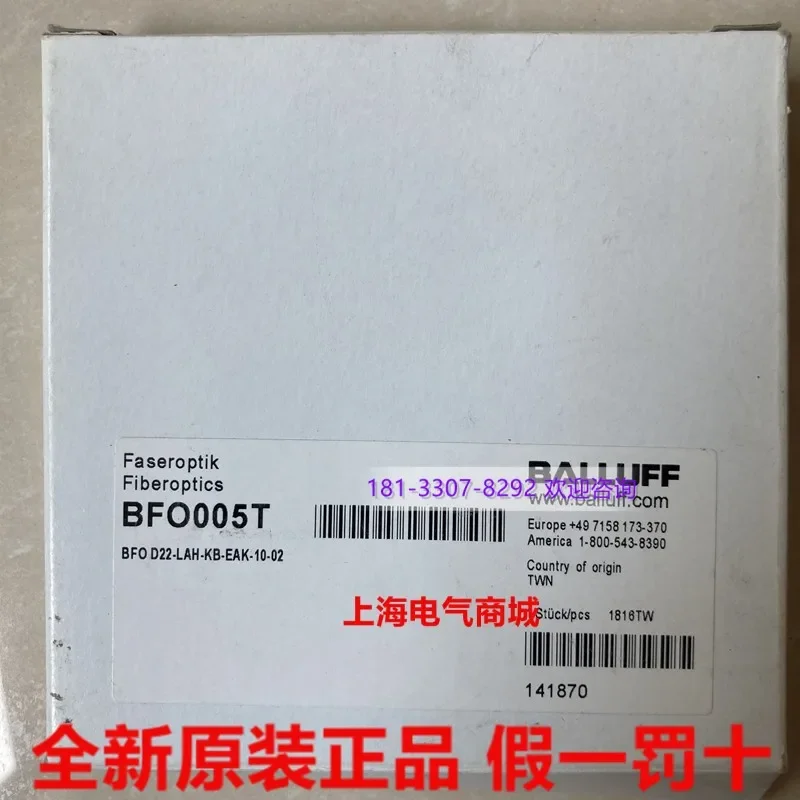 Faseroptik
Fiberoptics
BFO005T
BFO D22-LAH-KB-EAK-10-02
BALLUFF
181-3307-8292 欢迎咨询
www.balluff.com
Europe +49 7158 173-370
America 1-800-543-8390
Country of origin
TWN
上海电气商城
Stück/pcs 1816TW
141870
全新原装正品 假一罚十